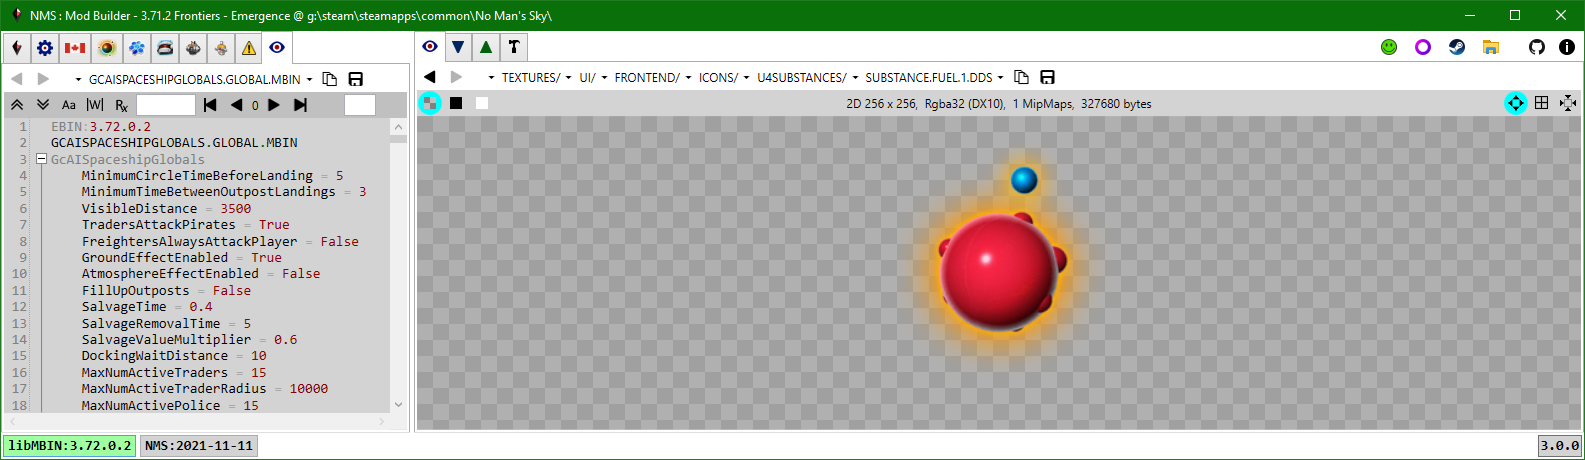 NMS : Mod Builder - 3.71.2 Frontiers - Emergence @ g:\steam\steamapps\common\No Man's Sky\
GCAISPACESHIPGLOBALS.GLOBAL.MBIN
Aa |W| Rx 0
1 EBIN:3.72.0.2
2 GCAISPACESHIPGLOBALS.GLOBAL.MBIN
3 GcAISpaceshipGlobals
4 MinimumCircleTimeBeforeLanding = 5
5 MinimumTimeBetweenOutpostLandings = 3
6 VisibleDistance = 3500
7 TradersAttackPirates = True
8 FreightersAlwaysAttackPlayer = False
9 GroundEffectEnabled = True
10 AtmosphereEffectEnabled = False
11 FillUpOutposts = False
12 SalvageTime = 0.4
13 SalvageRemovalTime = 5
14 SalvageValueMultiplier = 0.6
15 DockingWaitDistance = 10
16 MaxNumActiveTraders = 15
17 MaxNumActiveTraderRadius = 10000
18 MaxNumActivePolice = 15
TEXTURES/ UI/ FRONTEND/ ICONS/ U4SUBSTANCES/ SUBSTANCE.FUEL.1.DDS
2D 256 x 256, Rgba32 (DX10), 1 MipMaps, 327680 bytes
libMBIN:3.72.0.2 NMS:2021-11-11 3.0.0